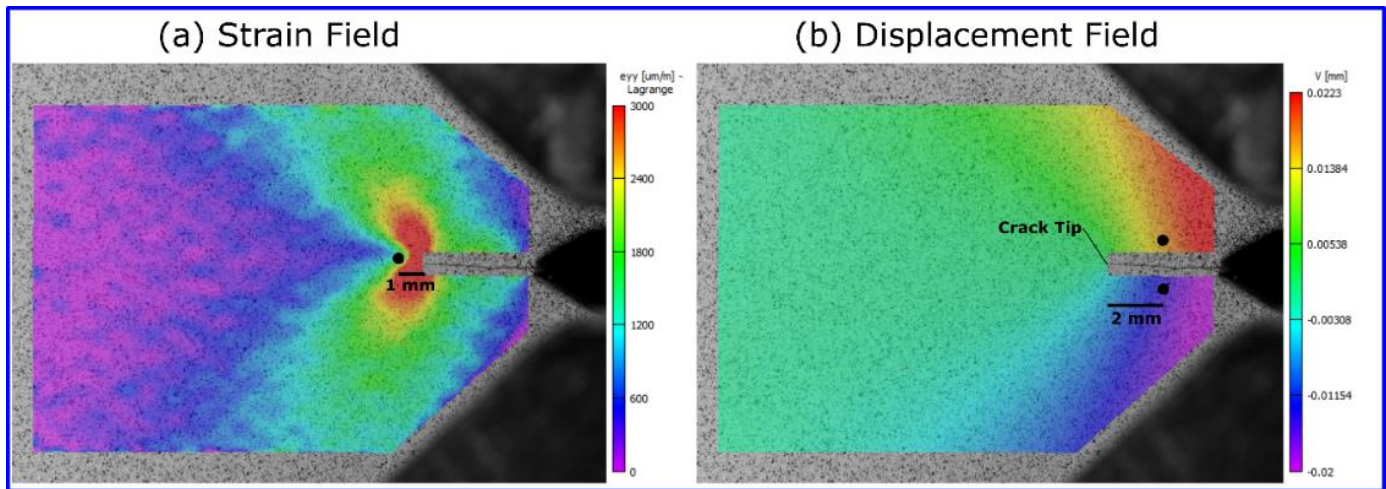 (a) Strain Field
(b) Displacement Field
eyy [um/m] -
Lagrange
3000
2400
1800
1200
600
0
1 mm
V [mm]
0.0223
0.01384
0.00538
-0.00308
-0.01154
-0.02
Crack Tip
2 mm